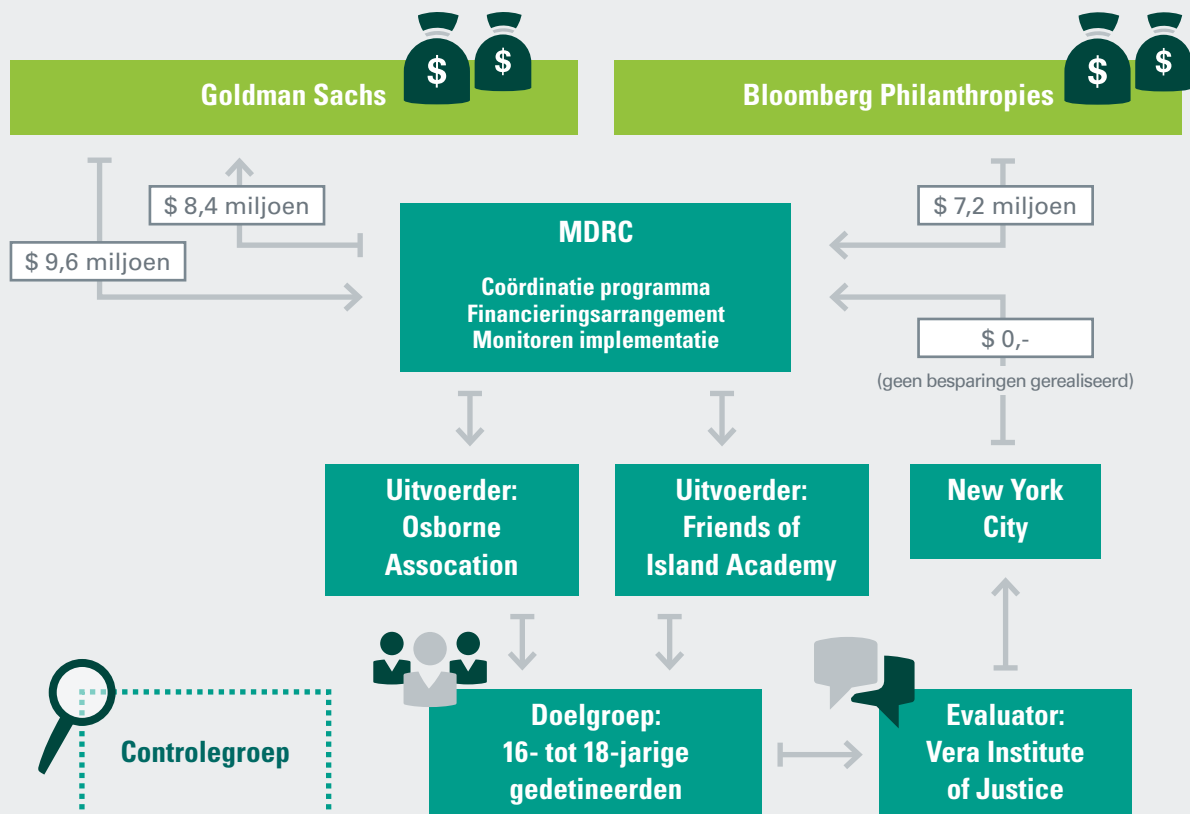 $ $
Goldman Sachs
$ $
Bloomberg Philanthropies
$ 8,4 miljoen
$ 9,6 miljoen
MDRC
Coördinatie programma
Financieringsarrangement
Monitoren implementatie
$ 7,2 miljoen
$ 0,-
(geen besparingen gerealiseerd)
Uitvoerder:
Osborne
Assocation
Uitvoerder:
Friends of
Island Academy
New York
City
Controlegroep
Doelgroep:
16- tot 18-jarige
gedetineerden
Evaluator:
Vera Institute
of Justice